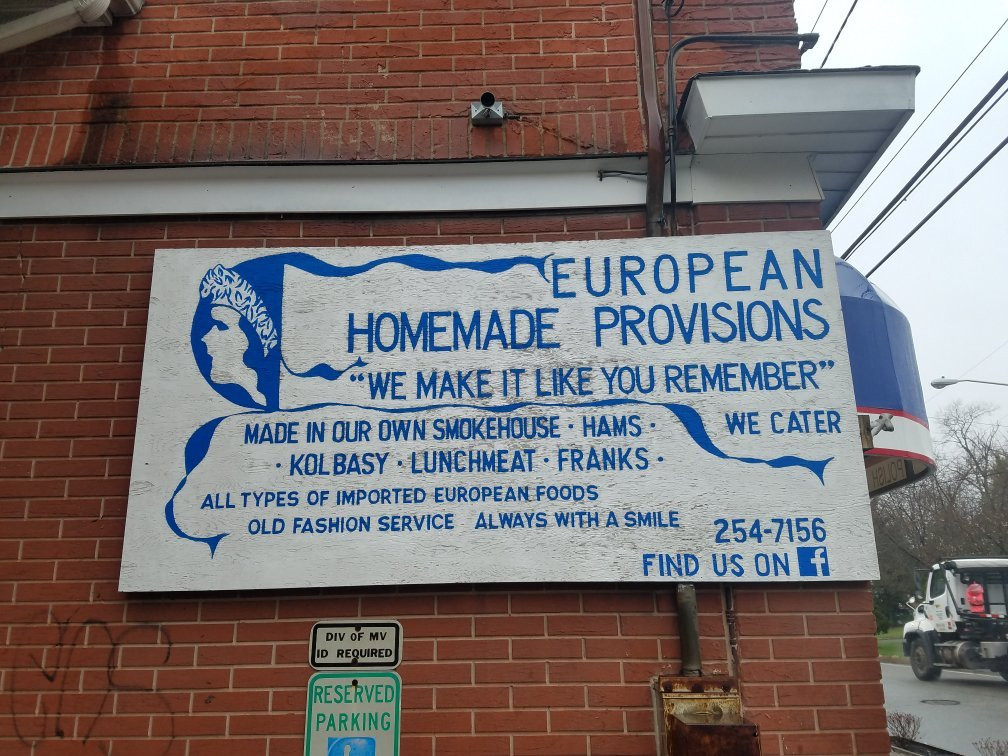 EUROPEAN
HOMEMADE PROVISIONS
"WE MAKE IT LIKE YOU REMEMBER"
MADE IN OUR OWN SMOKEHOUSE · HAMS ·
WE CATER
· KOLBASY · LUNCHMEAT · FRANKS ·
ALL TYPES OF IMPORTED EUROPEAN FOODS
OLD FASHION SERVICE ALWAYS WITH A SMILE
254-7156
FIND US ON f
POLISH
DIV OF MV
ID REQUIRED
RESERVED
PARKING